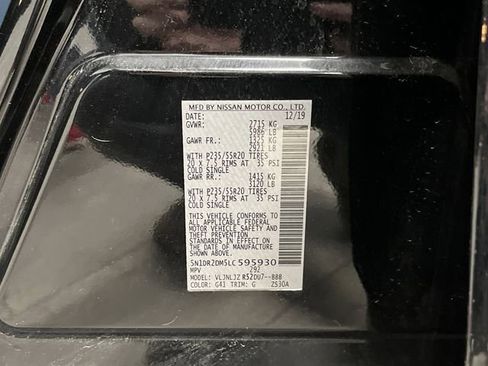 MFD BY NISSAN MOTOR CO., LTD.
DATE: 12/19
GVWR: 2715 KG
5986 LB
GAWR FR.: 1325 KG
2921 LB
WITH P235/55R20 TIRES
20 X 7.5 RIMS AT 35 PSI
COLD SINGLE
GAWR RR.: 1415 KG
3120 LB
WITH P235/55R20 TIRES
20 X 7.5 RIMS AT 35 PSI
COLD SINGLE
THIS VEHICLE CONFORMS TO
ALL APPLICABLE FEDERAL
MOTOR VEHICLE SAFETY AND
THEFT PREVENTION
STANDARDS IN EFFECT ON
THE DATE OF MANUFACTURE
SHOWN ABOVE.
5N1DR2DM5LC595930
MPV 292
MODEL: VLJNLJZ R52DU7--BBB
COLOR: G41 TRIM: G ZS30A